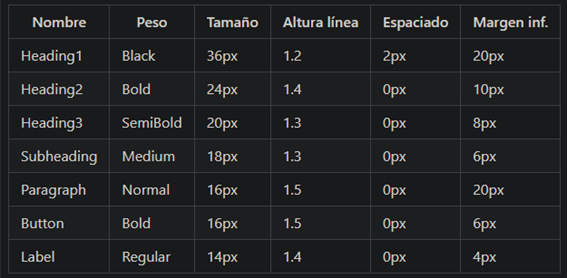 Nombre Peso Tamaño Altura línea Espaciado Margen inf.
Heading1 Black 36px 1.2 2px 20px
Heading2 Bold 24px 1.4 0px 10px
Heading3 SemiBold 20px 1.3 0px 8px
Subheading Medium 18px 1.3 0px 6px
Paragraph Normal 16px 1.5 0px 20px
Button Bold 16px 1.5 0px 6px
Label Regular 14px 1.4 0px 4px